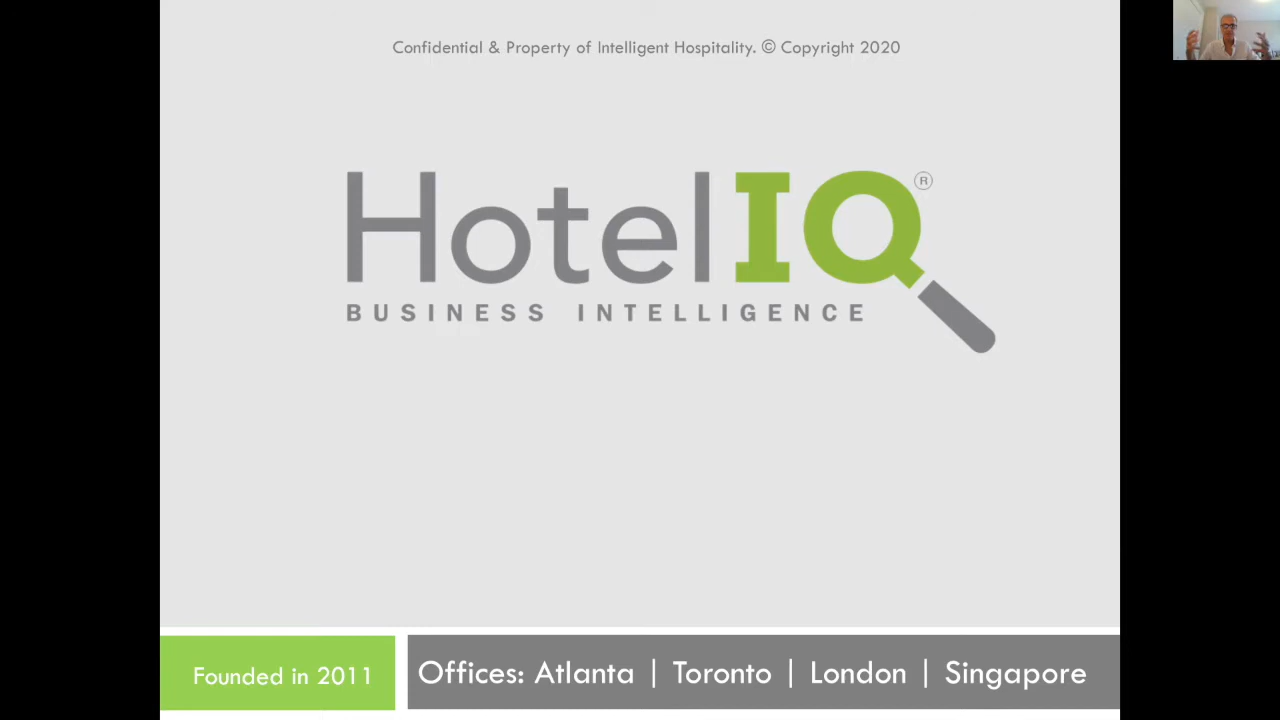 Confidential & Property of Intelligent Hospitality. © Copyright 2020
HotelIQ®
BUSINESS INTELLIGENCE
Founded in 2011
Offices: Atlanta | Toronto | London | Singapore